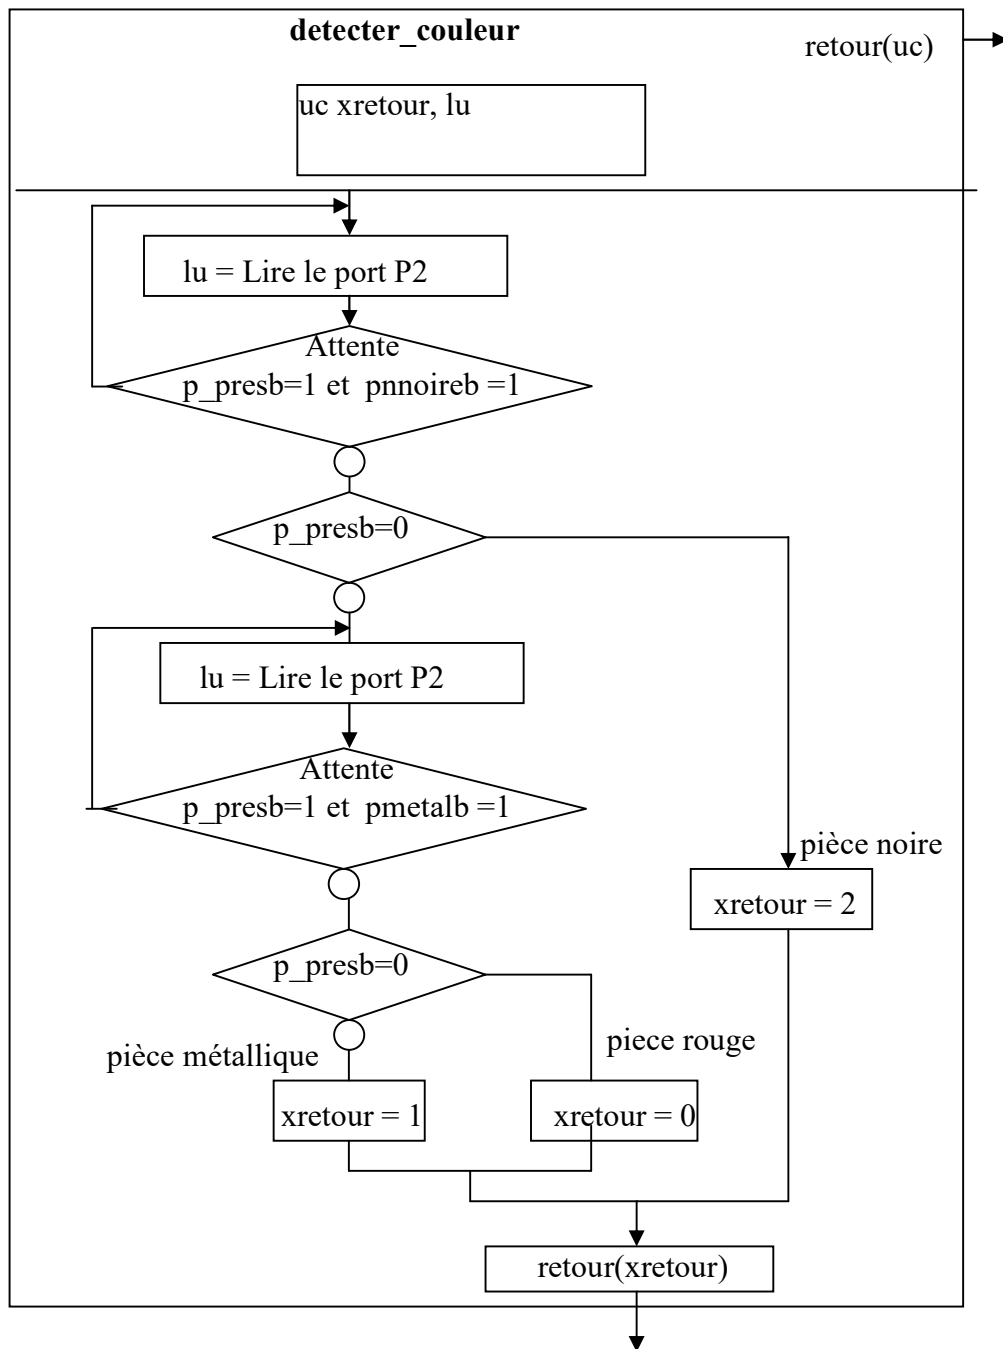 detecter_couleur
retour(uc)
uc xretour, lu
lu = Lire le port P2
Attente
p_presb=1 et pnnoireb =1
p_presb=0
lu = Lire le port P2
Attente
p_presb=1 et pmetalb =1
pièce noire
xretour = 2
p_presb=0
piece rouge
pièce métallique
xretour = 1
xretour = 0
retour(xretour)